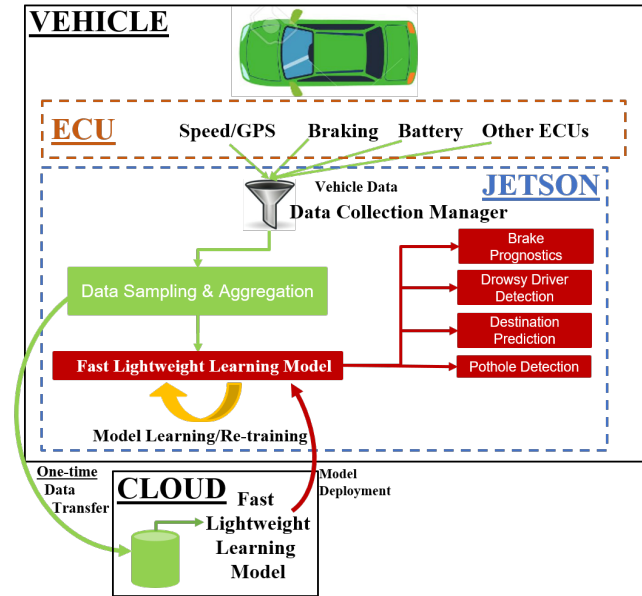 VEHICLE
ECU
Speed/GPS Braking Battery Other ECUs
JETSON
Vehicle Data
Data Collection Manager
Data Sampling & Aggregation
Brake
Prognostics
Drowsy Driver
Detection
Destination
Prediction
Pothole Detection
Fast Lightweight Learning Model
Model Learning/Re-training
One-time
Data
Transfer
Model
Deployment
CLOUD
Fast
Lightweight
Learning
Model